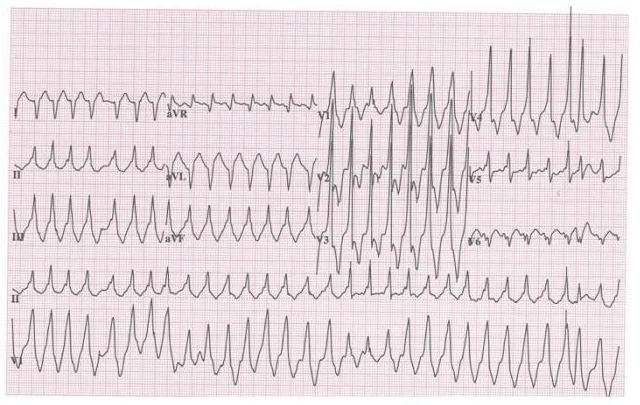 I aVR V1 V4
II aVL V2 V5
III aVF V3 V6
II
V1